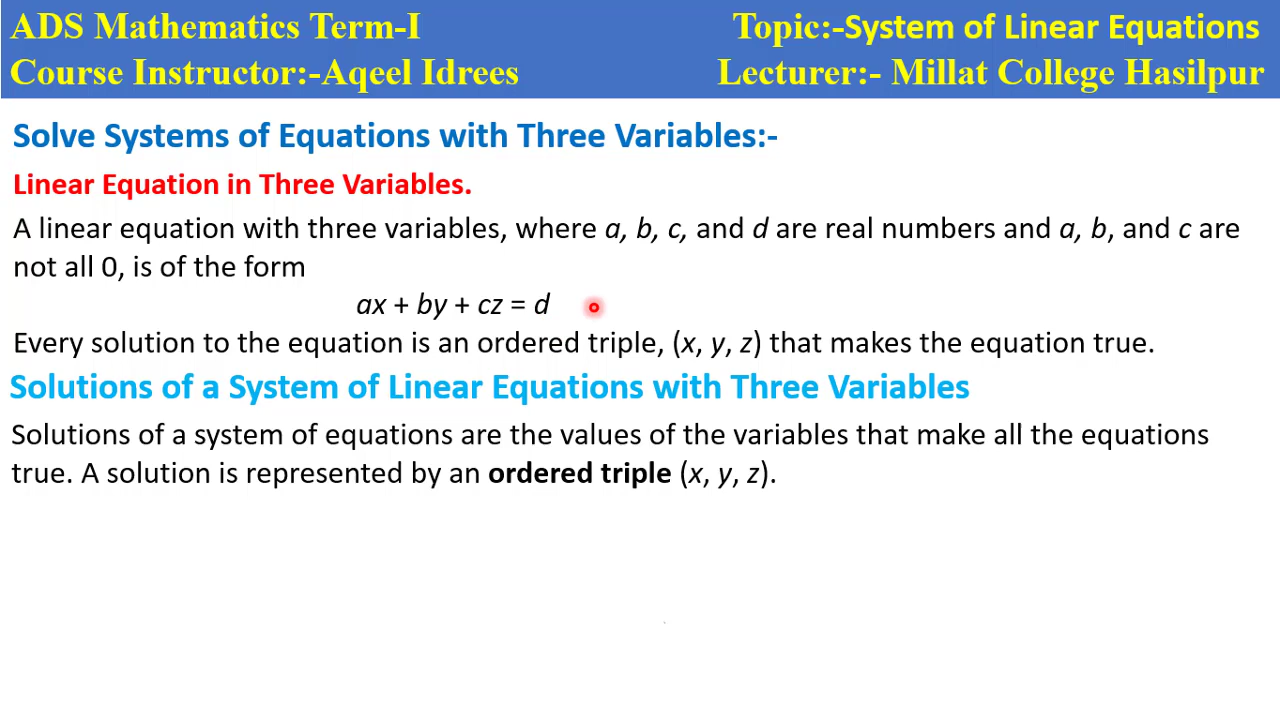 ADS Mathematics Term-I
Topic:-System of Linear Equations
Course Instructor:-Aqeel Idrees
Lecturer:- Millat College Hasilpur
Solve Systems of Equations with Three Variables:-
Linear Equation in Three Variables.
A linear equation with three variables, where a, b, c, and d are real numbers and a, b, and c are
not all 0, is of the form
ax + by + cz = d
Every solution to the equation is an ordered triple, (x, y, z) that makes the equation true.
Solutions of a System of Linear Equations with Three Variables
Solutions of a system of equations are the values of the variables that make all the equations
true. A solution is represented by an ordered triple (x, y, z).